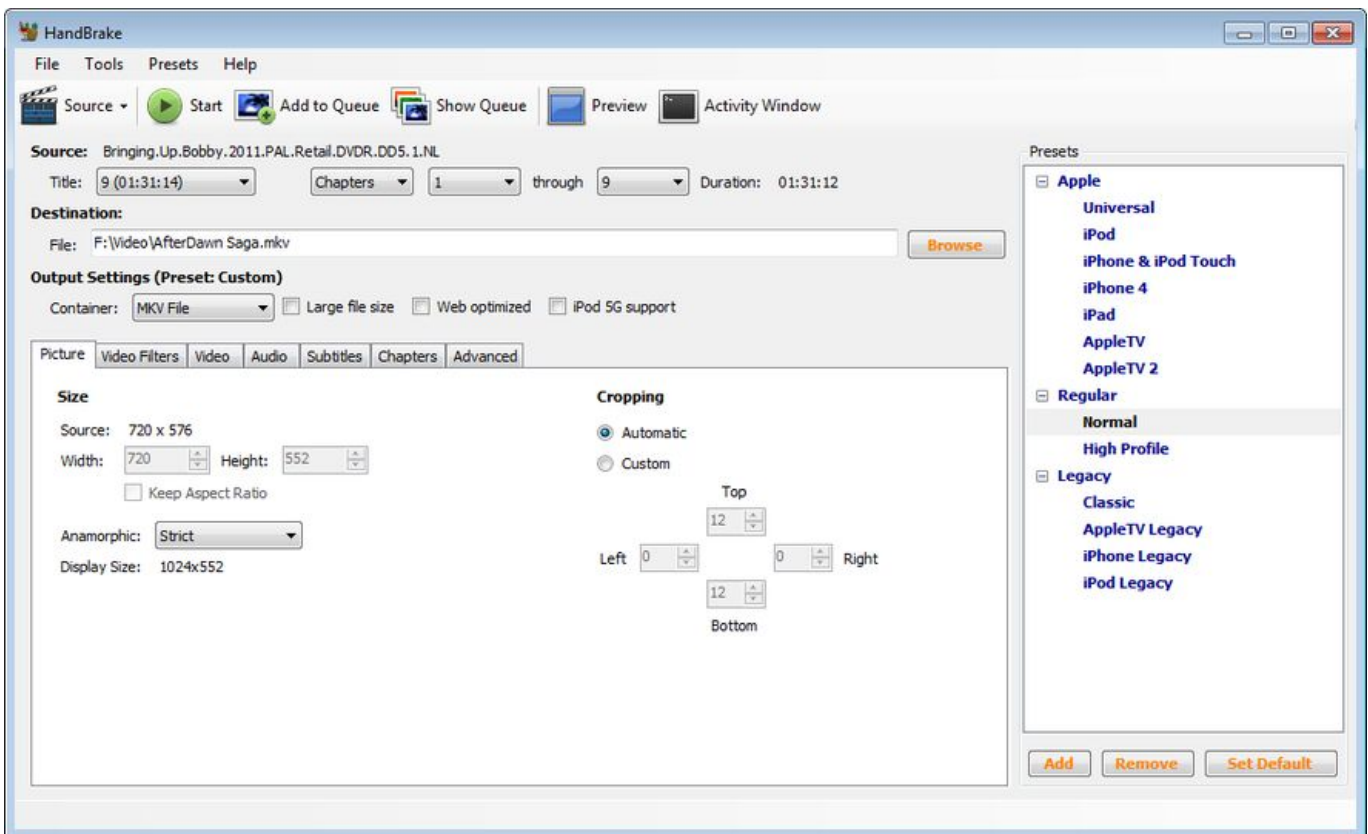 HandBrake
File Tools Presets Help
Source Start Add to Queue Show Queue Preview Activity Window
Source: Bringing.Up.Bobby.2011.PAL.Retail.DVDR.DD5.1.NL
Title: 9 (01:31:14) Chapters 1 through 9 Duration: 01:31:12
Destination:
File: F:\Video\AfterDawn Saga.mkv Browse
Output Settings (Preset: Custom)
Container: MKV File Large file size Web optimized iPod 5G support
Picture Video Filters Video Audio Subtitles Chapters Advanced
Size
Source: 720 x 576
Width: 720 Height: 552
Keep Aspect Ratio
Anamorphic: Strict
Display Size: 1024x552
Cropping
Automatic
Custom
Top
12
Left 0 0 Right
12
Bottom
Presets
Apple
Universal
iPod
iPhone & iPod Touch
iPhone 4
iPad
AppleTV
AppleTV 2
Regular
Normal
High Profile
Legacy
Classic
AppleTV Legacy
iPhone Legacy
iPod Legacy
Add Remove Set Default